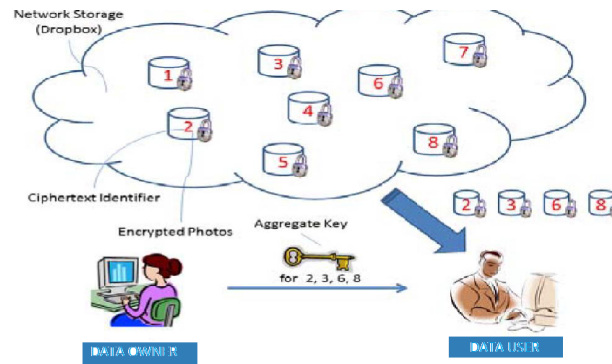 Network Storage
(Dropbox)
1
3
7
6
2
4
5
8
Ciphertext Identifier
Encrypted Photos
Aggregate Key
for 2, 3, 6, 8
2 3 6 8
DATA OWNER
DATA USER